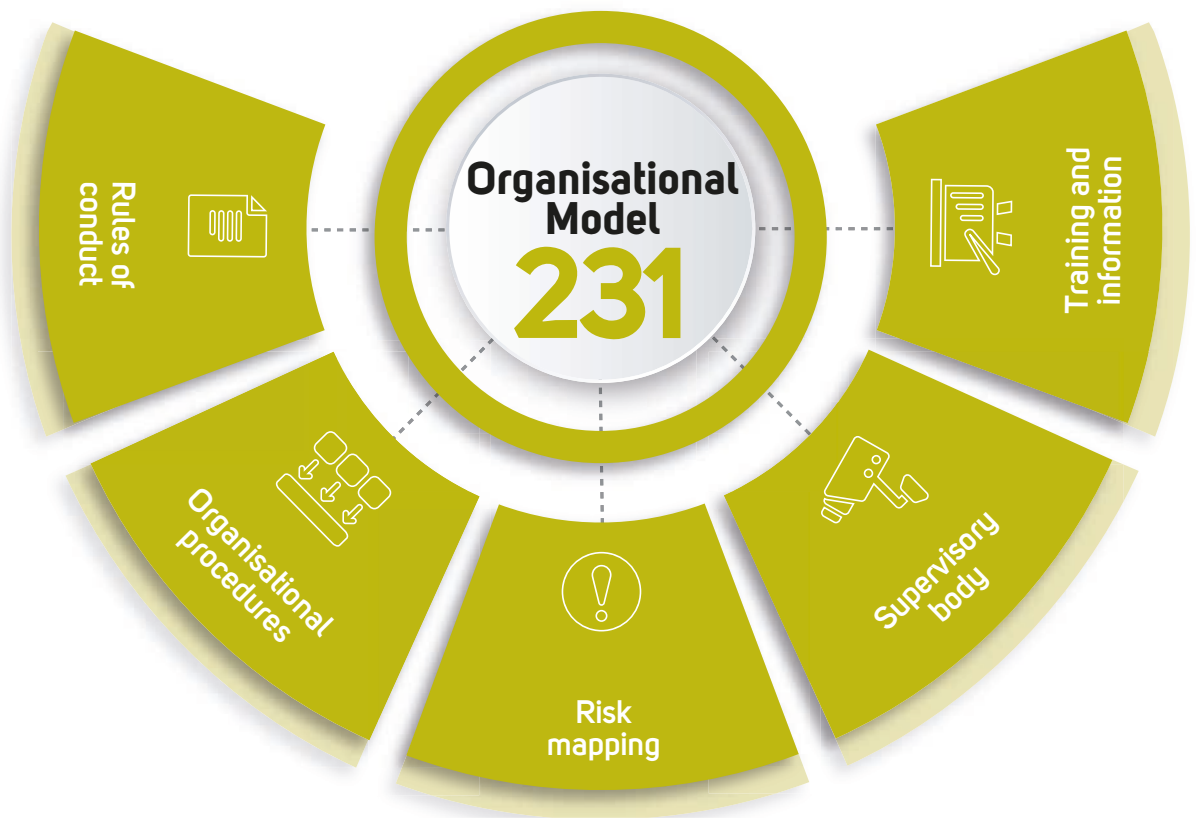 Organisational
Model
231
Rules of
conduct
Organisational
procedures
Risk
mapping
Supervisory
body
Training and
information